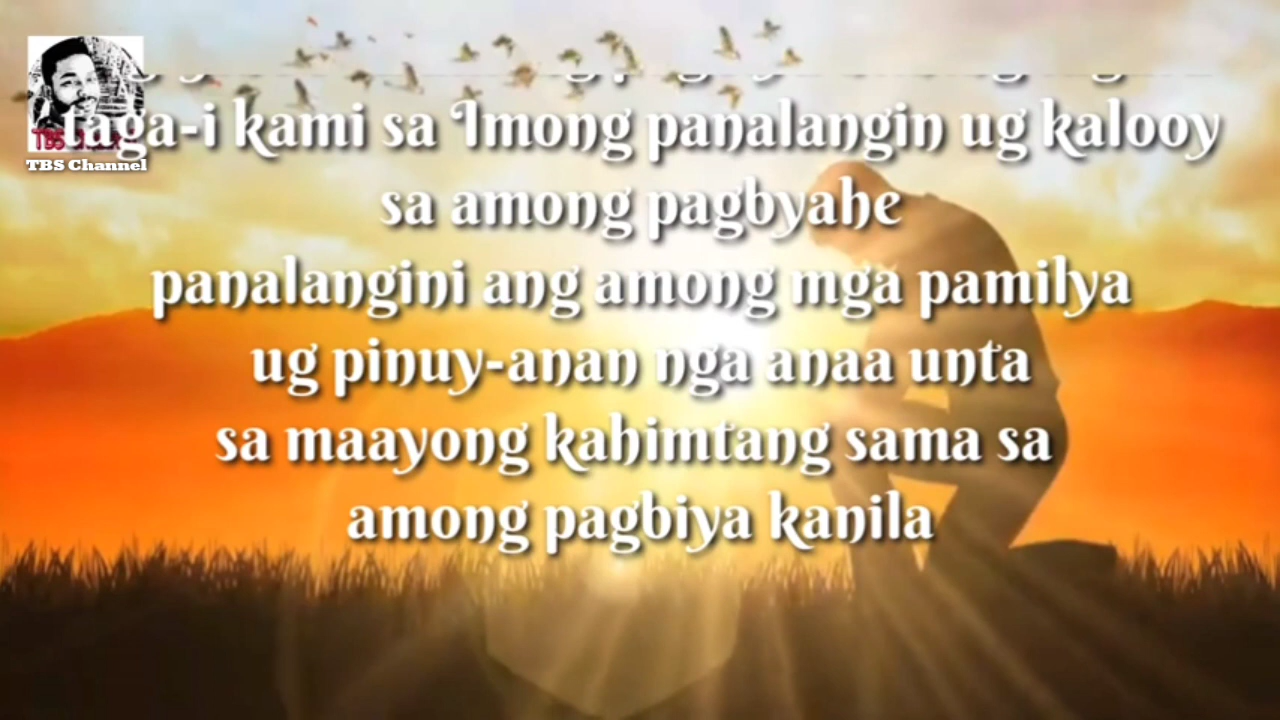 taga-i kami sa Imong panalangin ug kalooy
sa among pagbyahe
panalangini ang among mga pamilya
ug pinuy-anan nga anaa unta
sa maayong kahimtang sama sa
among pagbiya kanila
TBS Channel